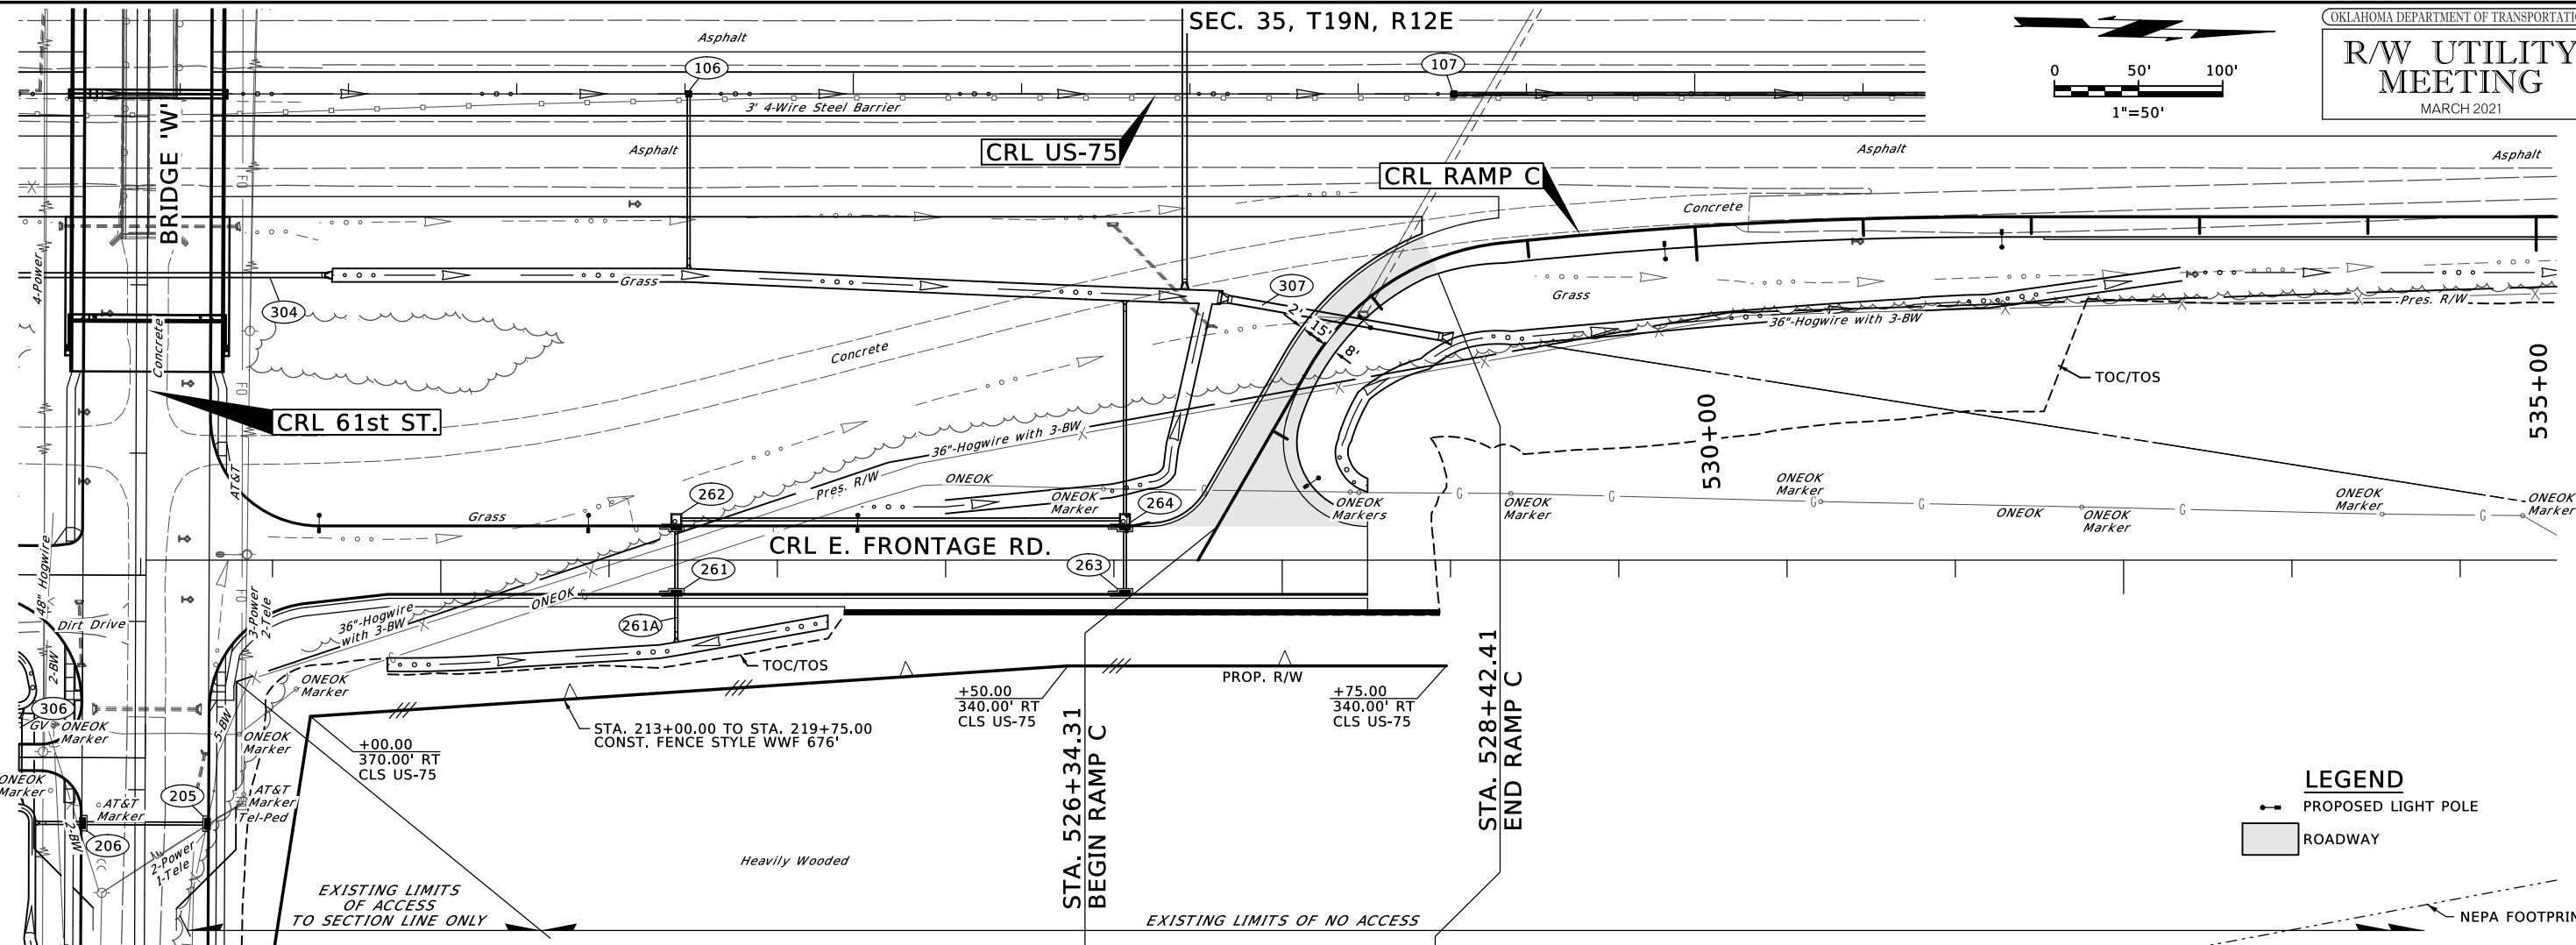 SEC. 35, T19N, R12E
OKLAHOMA DEPARTMENT OF TRANSPORTATI
R/W UTILITY
MEETING
MARCH 2021
0 50' 100'
1"=50'
Asphalt
106
107
3' 4-Wire Steel Barrier
BRIDGE 'W'
CRL US-75
Asphalt
Asphalt
Asphalt
CRL RAMP C
FO
4-Power
Concrete
Grass
304
307
Grass
2'
15'
8'
Pres. R/W
36"-Hogwire with 3-BW
Concrete
Concrete
TOC/TOS
FO
CRL 61st ST.
530+00
535+00
36"-Hogwire with 3-BW
Pres. R/W
AT&T
ONEOK
262
ONEOK
Marker
264
ONEOK
Markers
ONEOK
Marker
ONEOK
Marker
ONEOK
ONEOK
Marker
ONEOK
Marker
ONEOK
Marker
G
G
G
G
G
G
Grass
CRL E. FRONTAGE RD.
48" Hogwire
261
263
FO
3-Power
2-Tele
ONEOK
36"-Hogwire
with 3-BW
261A
Dirt Drive
2-BW
TOC/TOS
PROP. R/W
ONEOK
Marker
+50.00
340.00' RT
CLS US-75
+75.00
340.00' RT
CLS US-75
306
GV
ONEOK
Marker
5-BW
ONEOK
Marker
STA. 213+00.00 TO STA. 219+75.00
CONST. FENCE STYLE WWF 676'
+00.00
370.00' RT
CLS US-75
STA. 526+34.31
BEGIN RAMP C
STA. 528+42.41
END RAMP C
ONEOK
Marker
205
AT&T
Marker
AT&T
Marker
Tel-Ped
206
2-BW
2-Power
1-Tele
Heavily Wooded
LEGEND
PROPOSED LIGHT POLE
ROADWAY
EXISTING LIMITS
OF ACCESS
TO SECTION LINE ONLY
EXISTING LIMITS OF NO ACCESS
NEPA FOOTPRIN